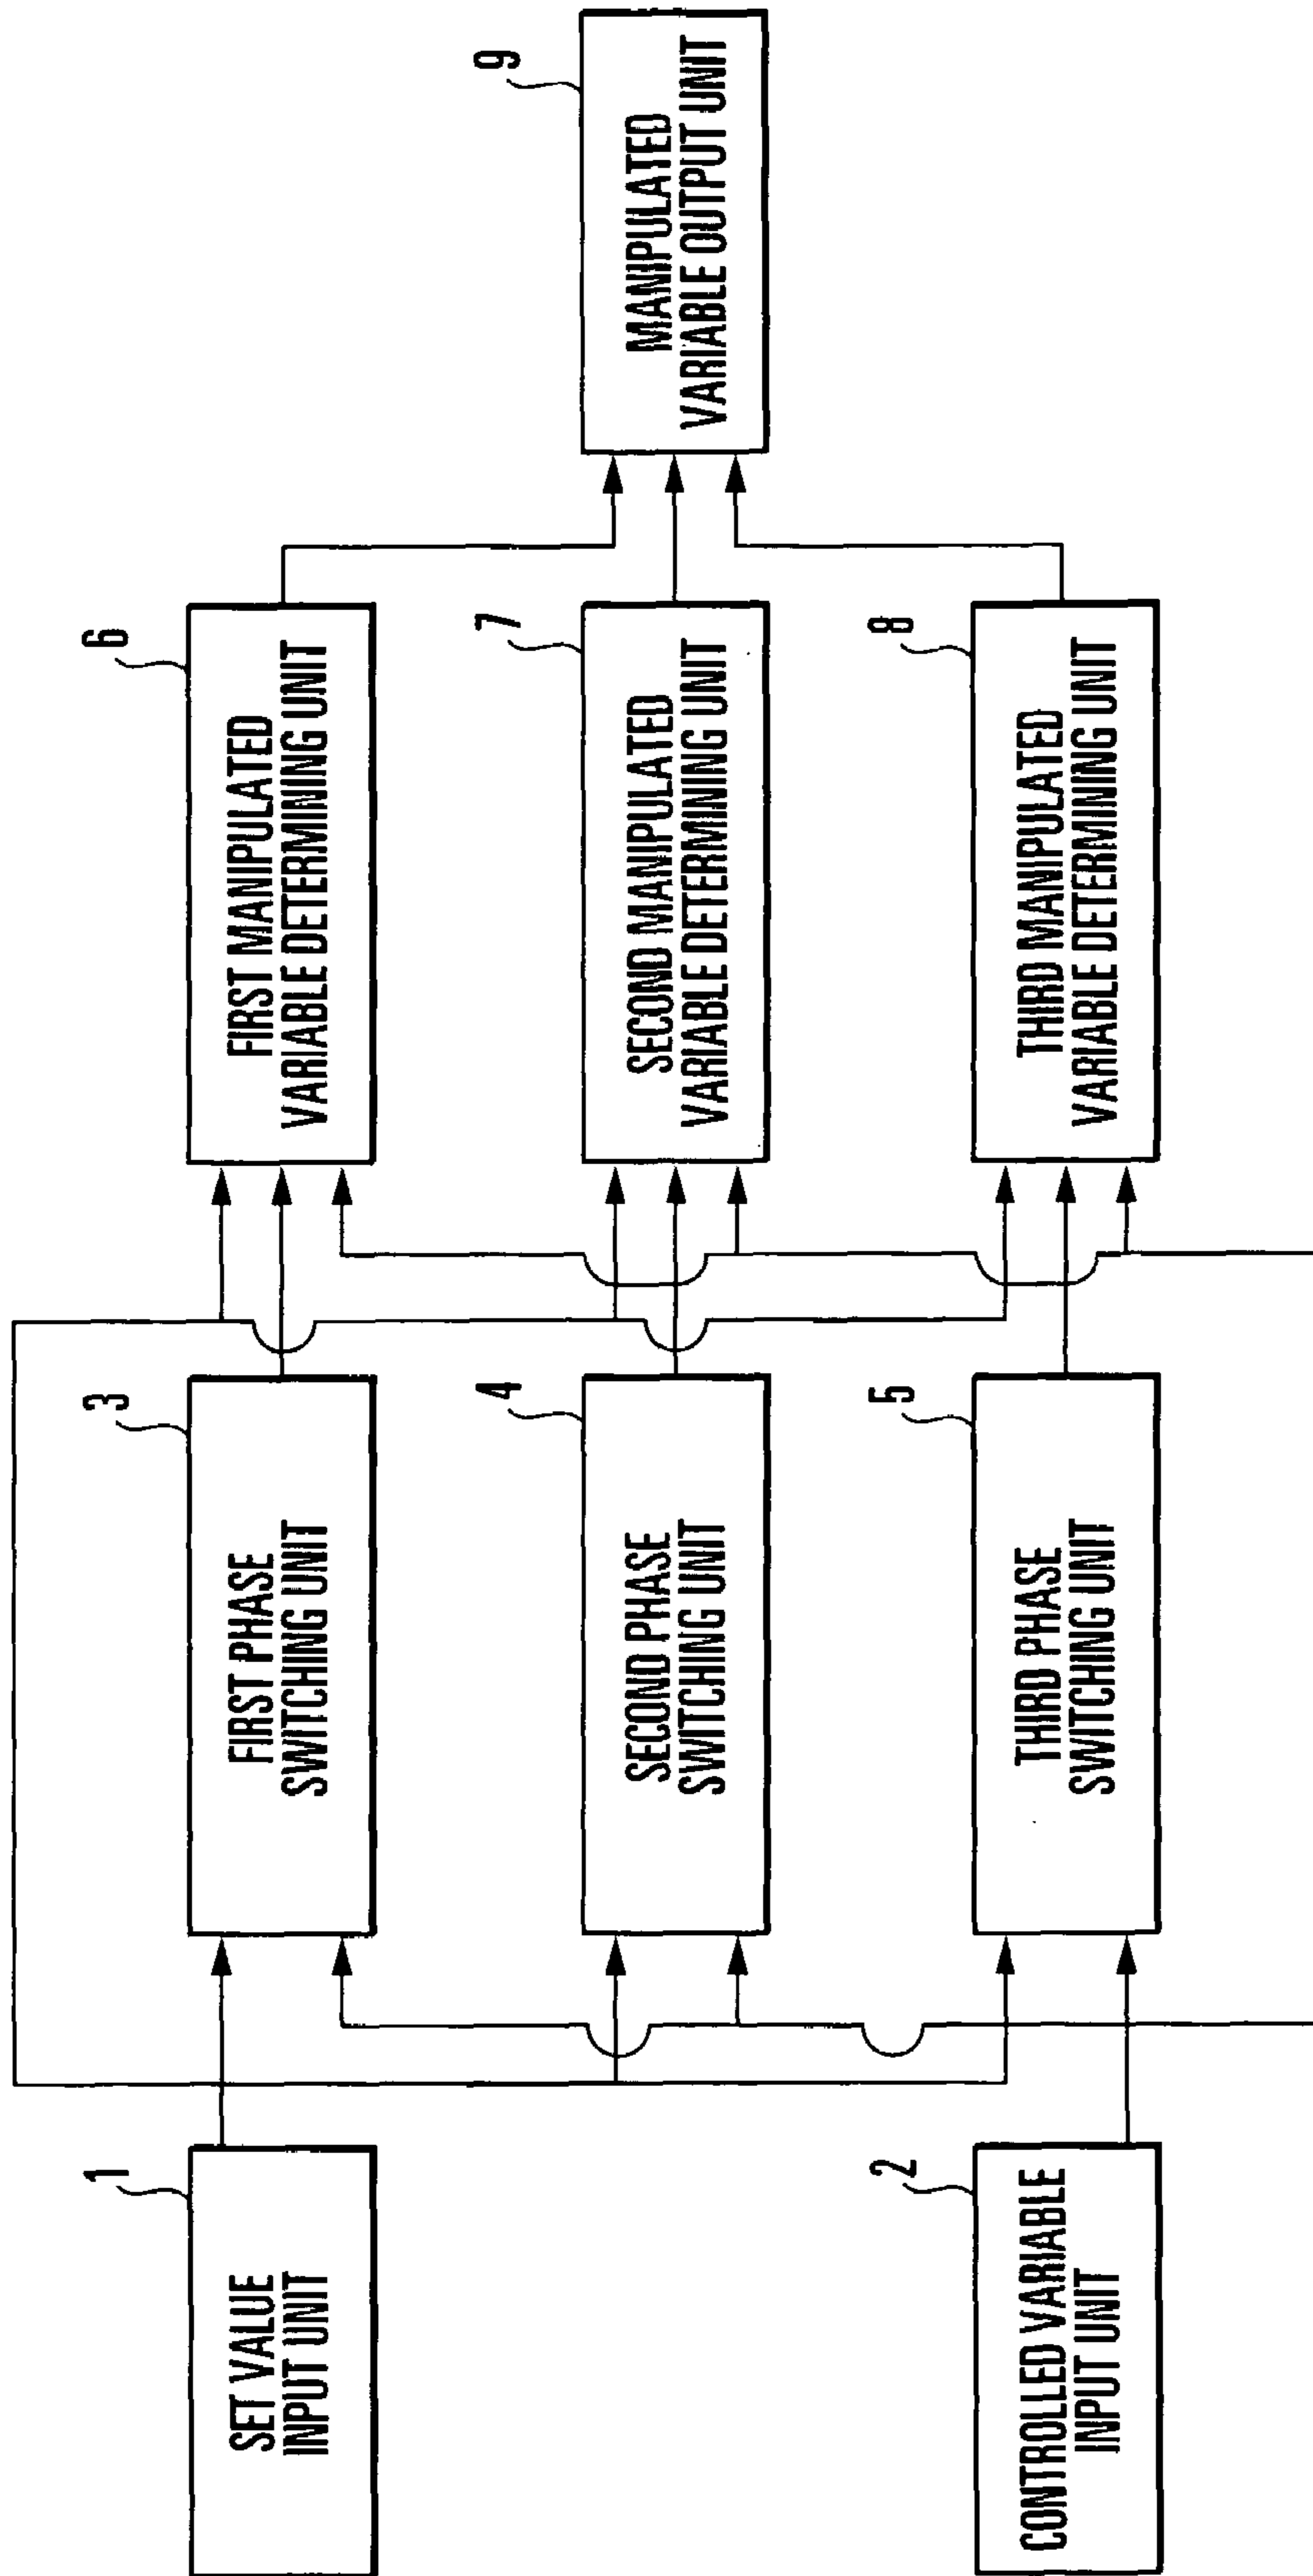 1
SET VALUE
INPUT UNIT
2
CONTROLLED VARIABLE
INPUT UNIT
3
FIRST PHASE
SWITCHING UNIT
4
SECOND PHASE
SWITCHING UNIT
5
THIRD PHASE
SWITCHING UNIT
6
FIRST MANIPULATED
VARIABLE DETERMINING UNIT
7
SECOND MANIPULATED
VARIABLE DETERMINING UNIT
8
THIRD MANIPULATED
VARIABLE DETERMINING UNIT
9
MANIPULATED
VARIABLE OUTPUT UNIT